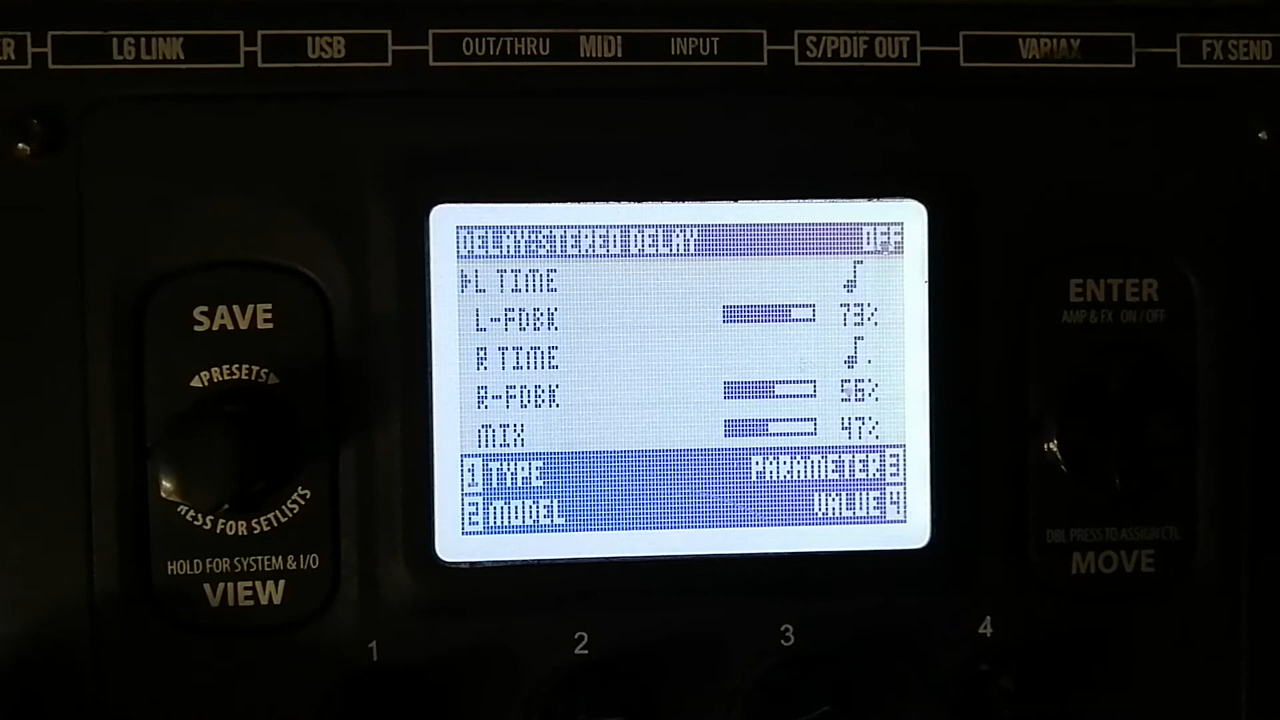 L6 LINK USB OUT/THRU MIDI INPUT S/PDIF OUT VARIAX FX SEND
DELAY:STEREO DELAY OFF
L TIME
L-FDBK 73%
R TIME
R-FDBK 56%
MIX 47%
1 TYPE PARAMETER 3
2 MODEL VALUE 4
SAVE
PRESETS
PRESS FOR SETLISTS
HOLD FOR SYSTEM & I/O
VIEW
ENTER
AMP & FX ON / OFF
DBL PRESS TO ASSIGN CTL
MOVE
1 2 3 4